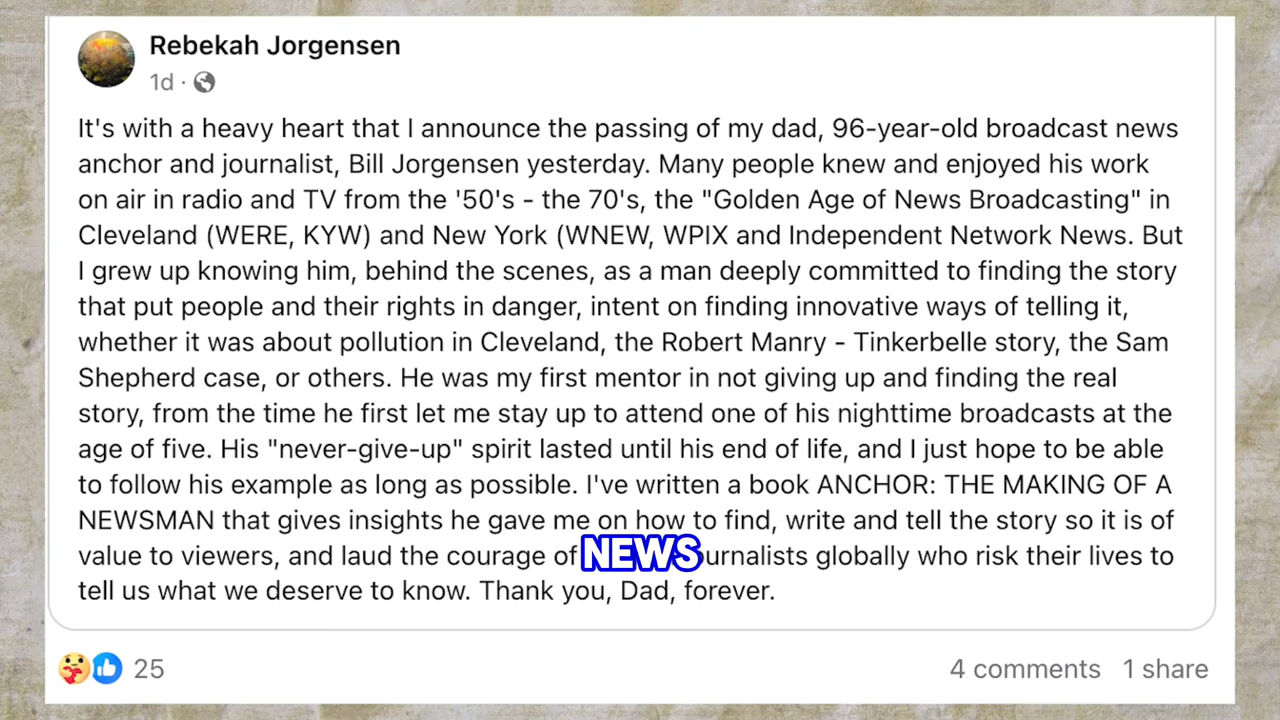 Rebekah Jorgensen
1d ·
It's with a heavy heart that I announce the passing of my dad, 96-year-old broadcast news
anchor and journalist, Bill Jorgensen yesterday. Many people knew and enjoyed his work
on air in radio and TV from the '50's - the 70's, the "Golden Age of News Broadcasting" in
Cleveland (WERE, KYW) and New York (WNEW, WPIX and Independent Network News. But
I grew up knowing him, behind the scenes, as a man deeply committed to finding the story
that put people and their rights in danger, intent on finding innovative ways of telling it,
whether it was about pollution in Cleveland, the Robert Manry - Tinkerbelle story, the Sam
Shepherd case, or others. He was my first mentor in not giving up and finding the real
story, from the time he first let me stay up to attend one of his nighttime broadcasts at the
age of five. His "never-give-up" spirit lasted until his end of life, and I just hope to be able
to follow his example as long as possible. I've written a book ANCHOR: THE MAKING OF A
NEWSMAN that gives insights he gave me on how to find, write and tell the story so it is of
value to viewers, and laud the courage of NEWS urnalists globally who risk their lives to
tell us what we deserve to know. Thank you, Dad, forever.
25 4 comments 1 share